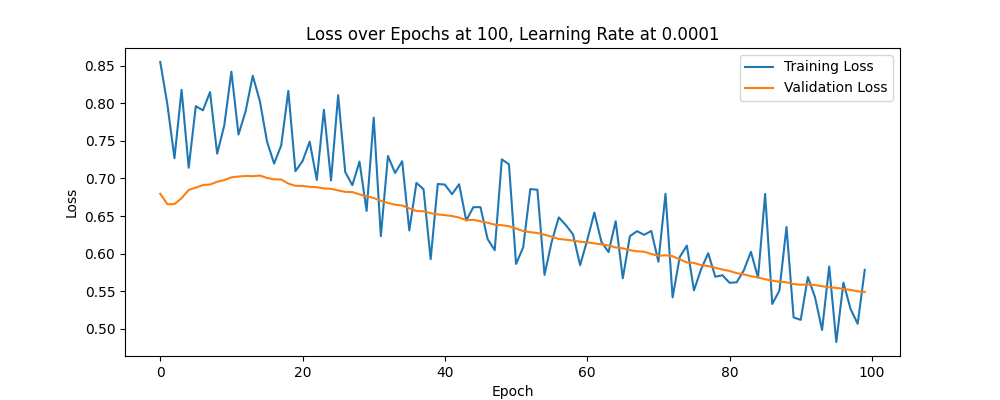 Loss over Epochs at 100, Learning Rate at 0.0001
Training Loss
Validation Loss
0.85
0.80
0.75
0.70
0.65
0.60
0.55
0.50
Loss
0 20 40 60 80 100
Epoch